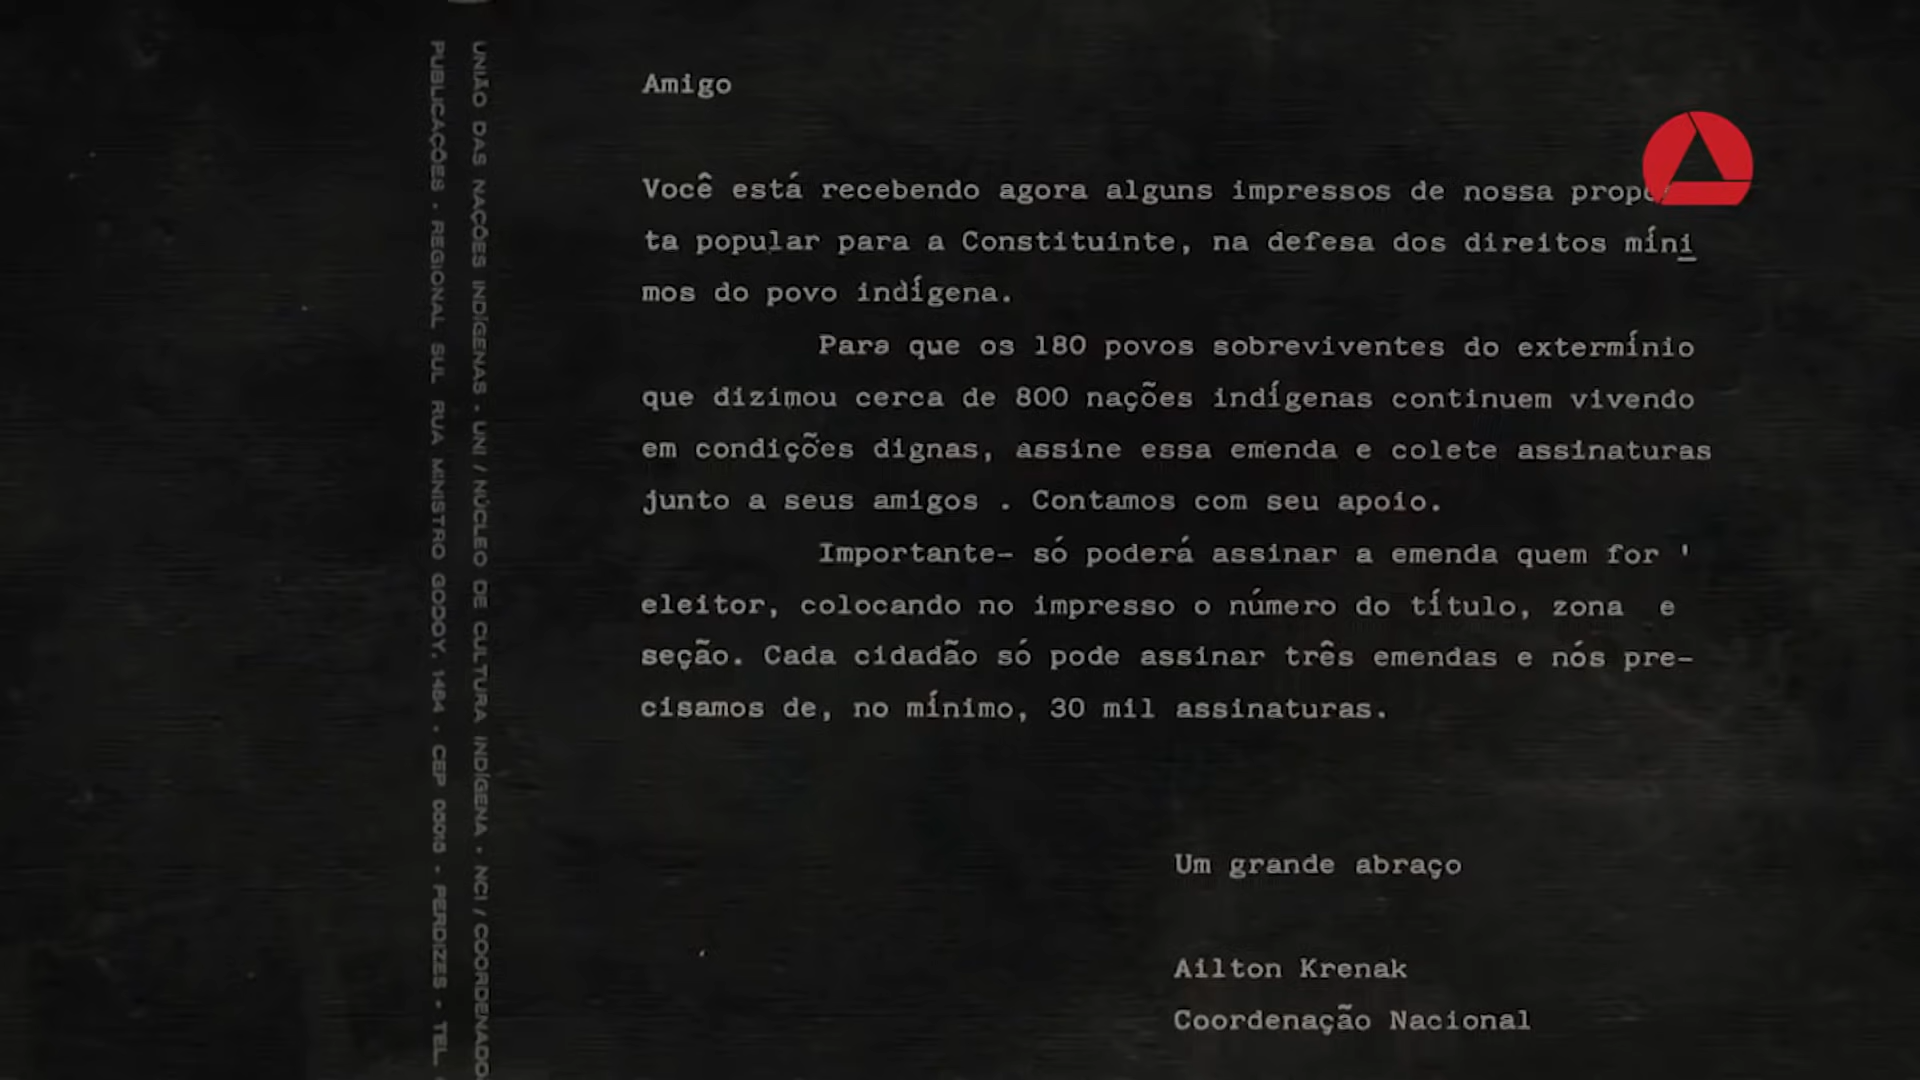 UNIÃO DAS NAÇÕES INDÍGENAS - UNI / NÚCLEO DE CULTURA INDÍGENA - NCI / COORDENADO
PUBLICAÇÕES - REGIONAL SUL RUA MINISTRO GODOY, 1484 - CEP - PERDIZES - TEL.
Amigo
Você está recebendo agora alguns impressos de nossa propo
ta popular para a Constituinte, na defesa dos direitos míni
mos do povo indígena.
Para que os 180 povos sobreviventes do extermínio
que dizimou cerca de 800 nações indígenas continuem vivendo
em condições dignas, assine essa emenda e colete assinaturas
junto a seus amigos . Contamos com seu apoio.
Importante- só poderá assinar a emenda quem for '
eleitor, colocando no impresso o número do título, zona e
seção. Cada cidadão só pode assinar três emendas e nós pre-
cisamos de, no mínimo, 30 mil assinaturas.
Um grande abraço
Ailton Krenak
Coordenação Nacional